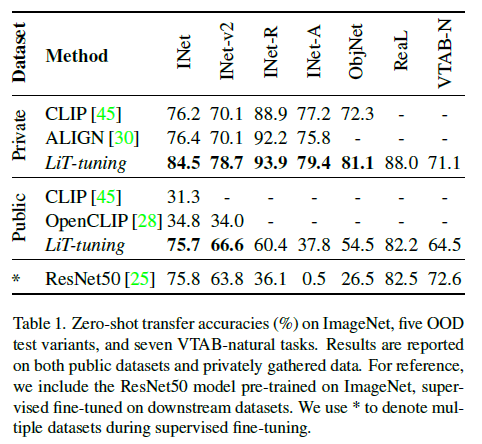 Dataset Method INet INet-v2 INet-R INet-A ObjNet ReaL VTAB-N
Private
CLIP [45] 76.2 70.1 88.9 77.2 72.3 - -
ALIGN [30] 76.4 70.1 92.2 75.8 - - -
LiT-tuning 84.5 78.7 93.9 79.4 81.1 88.0 71.1
Public
CLIP [45] 31.3 - - - - - -
OpenCLIP [28] 34.8 34.0 - - - - -
LiT-tuning 75.7 66.6 60.4 37.8 54.5 82.2 64.5
* ResNet50 [25] 75.8 63.8 36.1 0.5 26.5 82.5 72.6
Table 1. Zero-shot transfer accuracies (%) on ImageNet, five OOD
test variants, and seven VTAB-natural tasks. Results are reported
on both public datasets and privately gathered data. For reference,
we include the ResNet50 model pre-trained on ImageNet, super-
vised fine-tuned on downstream datasets. We use * to denote mul-
tiple datasets during supervised fine-tuning.